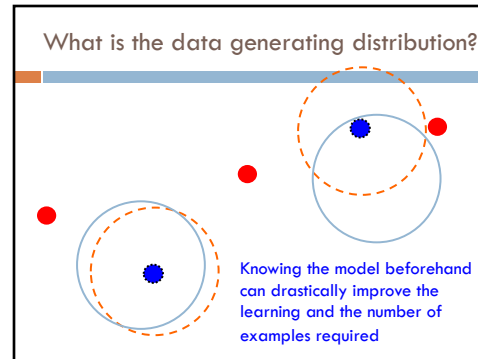 What is the data generating distribution?
Knowing the model beforehand
can drastically improve the
learning and the number of
examples required